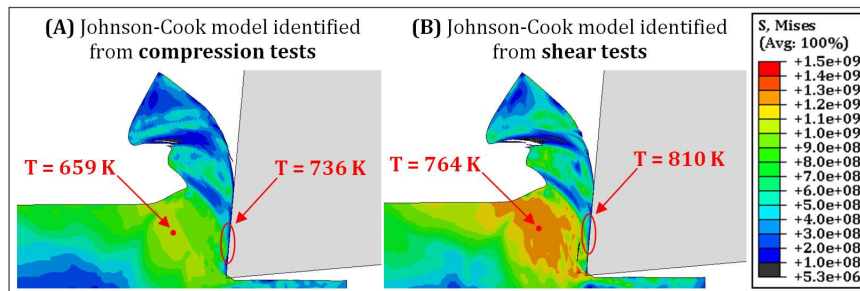 (A) Johnson-Cook model identified
from compression tests
T = 659 K
T = 736 K
(B) Johnson-Cook model identified
from shear tests
T = 764 K
T = 810 K
S, Mises
(Avg: 100%)
+1.5e+09
+1.4e+09
+1.3e+09
+1.2e+09
+1.1e+09
+1.0e+09
+9.0e+08
+8.0e+08
+7.0e+08
+6.0e+08
+5.0e+08
+4.0e+08
+3.0e+08
+2.0e+08
+1.0e+08
+5.3e+06